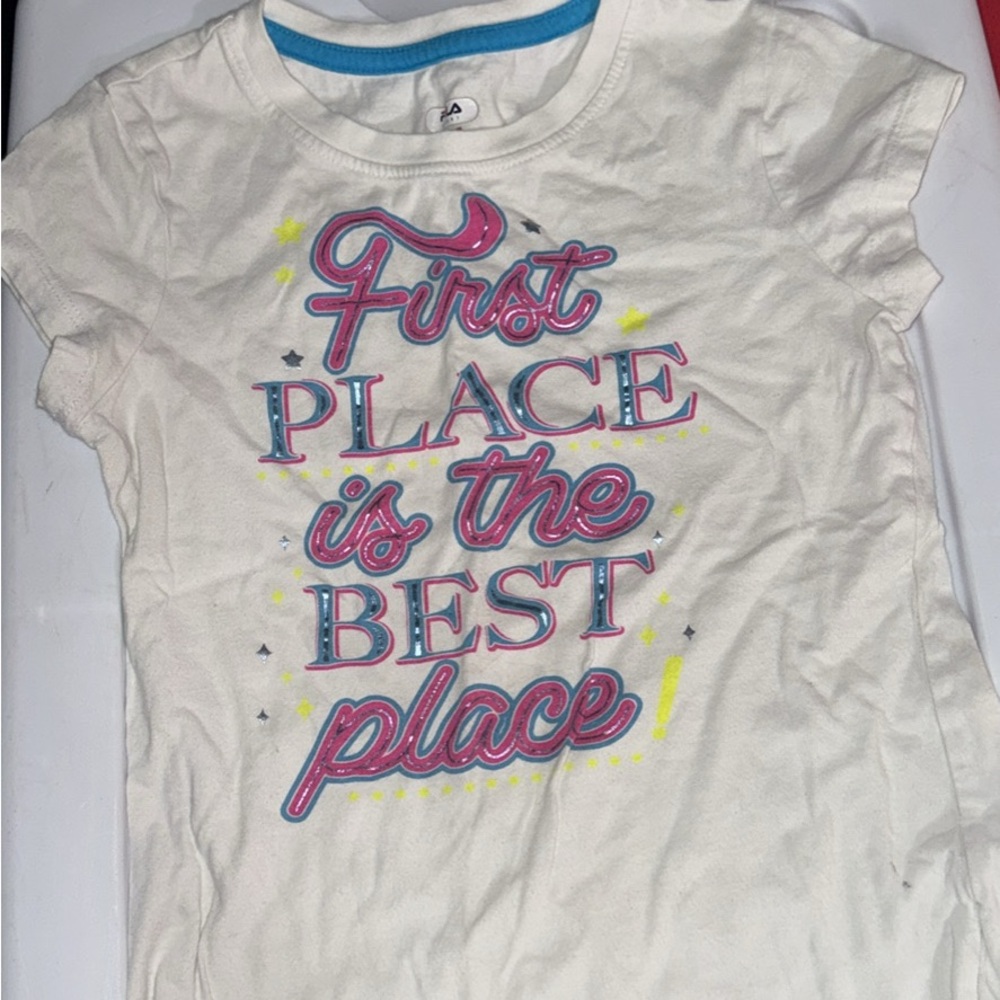 First
PLACE
is the
BEST
place!